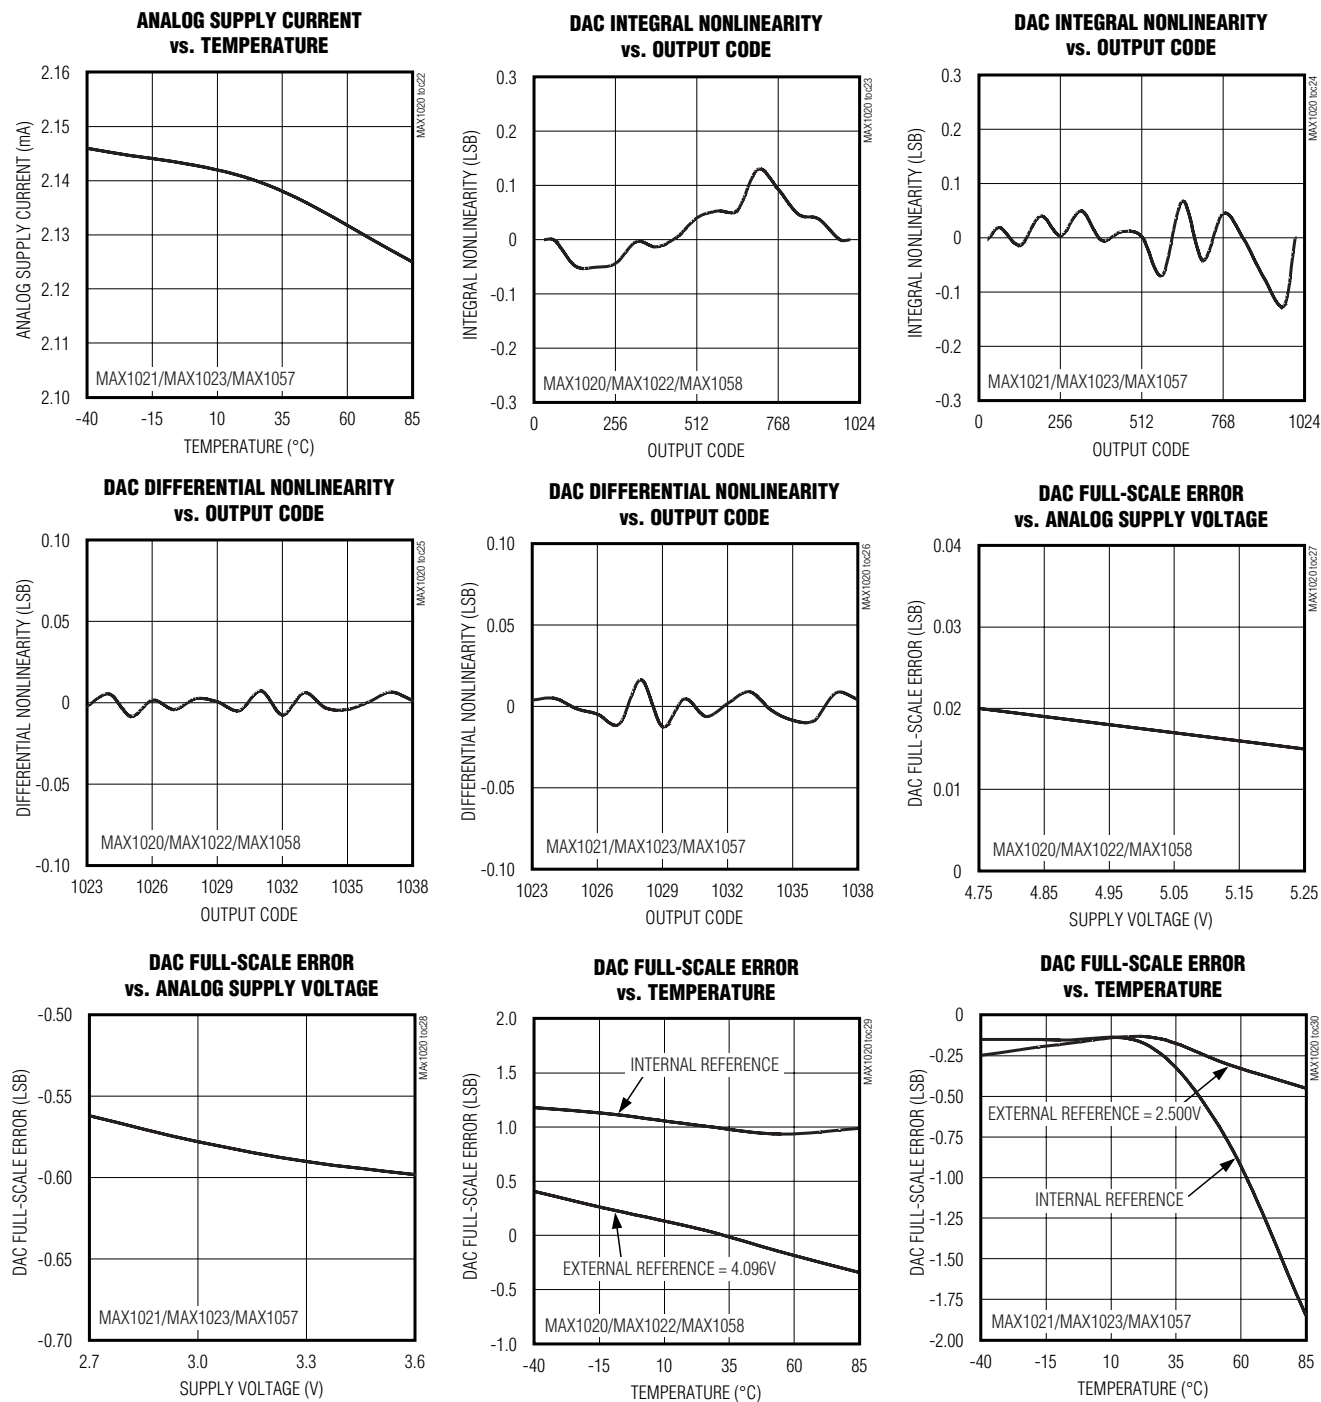 ANALOG SUPPLY CURRENT
vs. TEMPERATURE
MAX1020 toc22
ANALOG SUPPLY CURRENT (mA)
2.16
2.15
2.14
2.13
2.12
2.11
2.10
MAX1021/MAX1023/MAX1057
-40 -15 10 35 60 85
TEMPERATURE (°C)
DAC INTEGRAL NONLINEARITY
vs. OUTPUT CODE
MAX1020 toc23
INTEGRAL NONLINEARITY (LSB)
0.3
0.2
0.1
0
-0.1
-0.2
-0.3
MAX1020/MAX1022/MAX1058
0 256 512 768 1024
OUTPUT CODE
DAC INTEGRAL NONLINEARITY
vs. OUTPUT CODE
MAX1020 toc24
INTEGRAL NONLINEARITY (LSB)
0.3
0.2
0.1
0
-0.1
-0.2
-0.3
MAX1021/MAX1023/MAX1057
0 256 512 768 1024
OUTPUT CODE
DAC DIFFERENTIAL NONLINEARITY
vs. OUTPUT CODE
MAX1020 toc25
DIFFERENTIAL NONLINEARITY (LSB)
0.10
0.05
0
-0.05
-0.10
MAX1020/MAX1022/MAX1058
1023 1026 1029 1032 1035 1038
OUTPUT CODE
DAC DIFFERENTIAL NONLINEARITY
vs. OUTPUT CODE
MAX1020 toc26
DIFFERENTIAL NONLINEARITY (LSB)
0.10
0.05
0
-0.05
-0.10
MAX1021/MAX1023/MAX1057
1023 1026 1029 1032 1035 1038
OUTPUT CODE
DAC FULL-SCALE ERROR
vs. ANALOG SUPPLY VOLTAGE
MAX1020 toc27
DAC FULL-SCALE ERROR (LSB)
0.04
0.03
0.02
0.01
0
MAX1020/MAX1022/MAX1058
4.75 4.85 4.95 5.05 5.15 5.25
SUPPLY VOLTAGE (V)
DAC FULL-SCALE ERROR
vs. ANALOG SUPPLY VOLTAGE
MAx1020 toc28
DAC FULL-SCALE ERROR (LSB)
-0.50
-0.55
-0.60
-0.65
-0.70
MAX1021/MAX1023/MAX1057
2.7 3.0 3.3 3.6
SUPPLY VOLTAGE (V)
DAC FULL-SCALE ERROR
vs. TEMPERATURE
MAX1020 toc29
DAC FULL-SCALE ERROR (LSB)
2.0
1.5
1.0
0.5
0
-0.5
-1.0
INTERNAL REFERENCE
EXTERNAL REFERENCE = 4.096V
MAX1020/MAX1022/MAX1058
-40 -15 10 35 60 85
TEMPERATURE (°C)
DAC FULL-SCALE ERROR
vs. TEMPERATURE
MAX1020 toc30
DAC FULL-SCALE ERROR (LSB)
0
-0.25
-0.50
-0.75
-1.00
-1.25
-1.50
-1.75
-2.00
EXTERNAL REFERENCE = 2.500V
INTERNAL REFERENCE
MAX1021/MAX1023/MAX1057
-40 -15 10 35 60 85
TEMPERATURE (°C)